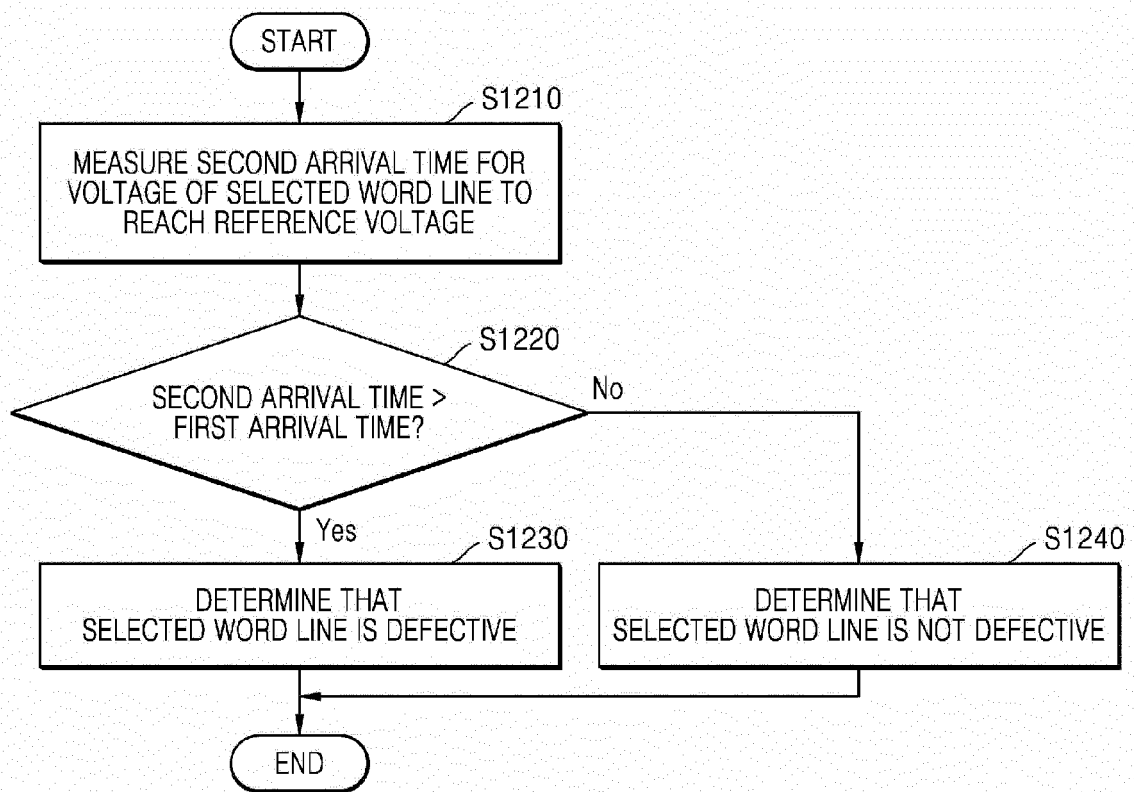 START
S1210
MEASURE SECOND ARRIVAL TIME FOR
VOLTAGE OF SELECTED WORD LINE TO
REACH REFERENCE VOLTAGE
S1220
SECOND ARRIVAL TIME >
FIRST ARRIVAL TIME?
No
Yes
S1230
DETERMINE THAT
SELECTED WORD LINE IS DEFECTIVE
S1240
DETERMINE THAT
SELECTED WORD LINE IS NOT DEFECTIVE
END